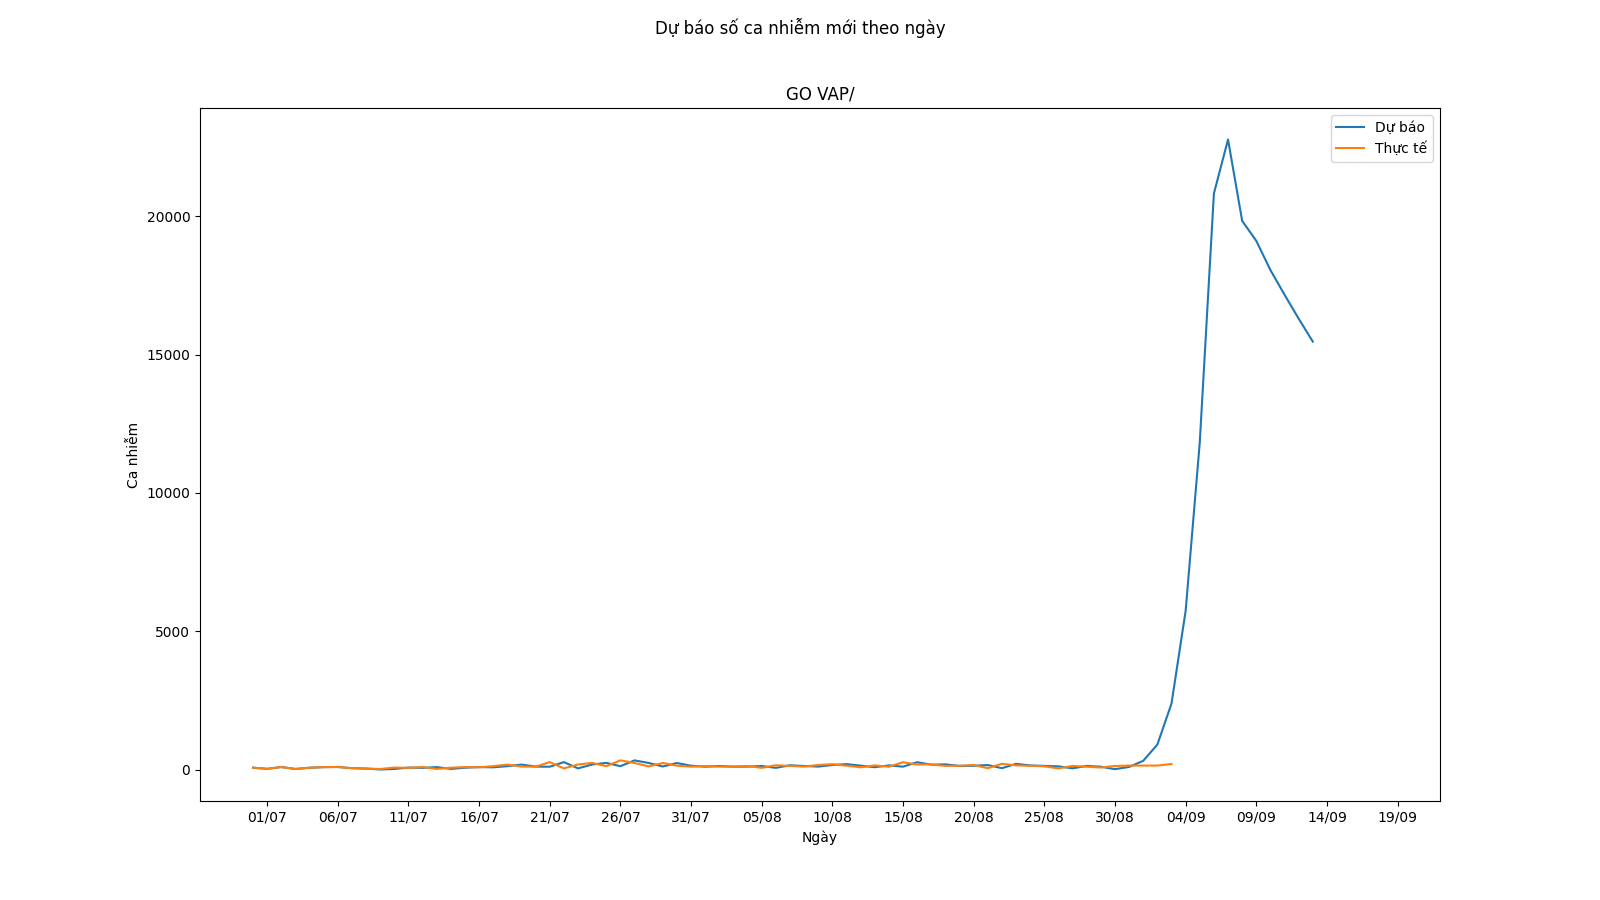 Dự báo số ca nhiễm mới theo ngày
GO VAP/
Dự báo
Thực tế
Ca nhiễm
20000
15000
10000
5000
0
01/07 06/07 11/07 16/07 21/07 26/07 31/07 05/08 10/08 15/08 20/08 25/08 30/08 04/09 09/09 14/09 19/09
Ngày